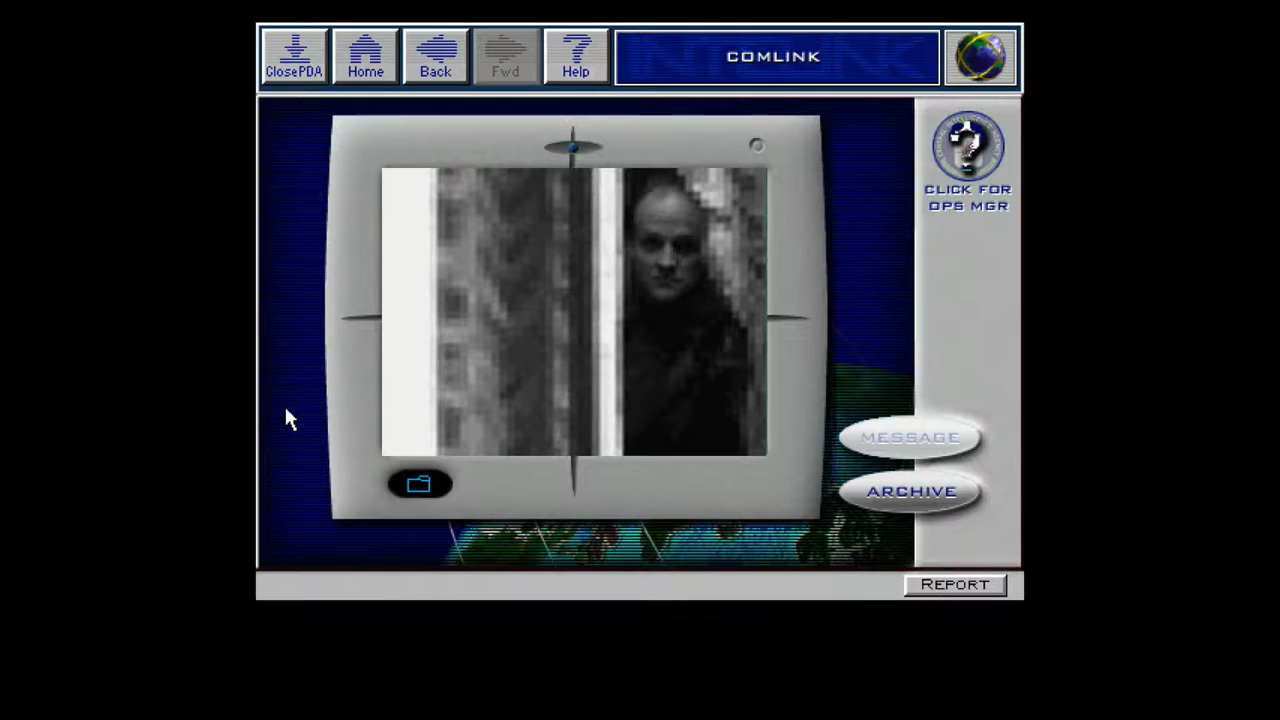 ClosePDA
Home
Back
Fwd
Help
COMLINK
CLICK FOR
OPS MGR
MESSAGE
ARCHIVE
REPORT